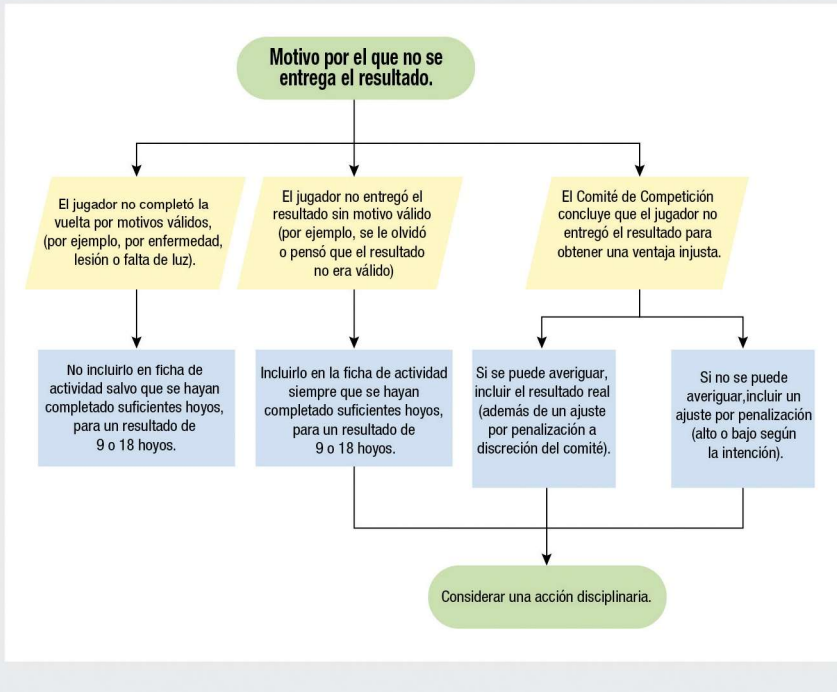 Motivo por el que no se
entrega el resultado.
El jugador no completó la
vuelta por motivos válidos,
(por ejemplo, por enfermedad,
lesión o falta de luz).
El jugador no entregó el
resultado sin motivo válido
(por ejemplo, se le olvidó
o pensó que el resultado
no era válido)
El Comité de Competición
concluye que el jugador no
entregó el resultado para
obtener una ventaja injusta.
No incluirlo en ficha de
actividad salvo que se hayan
completado suficientes hoyos,
para un resultado de
9 o 18 hoyos.
Incluirlo en la ficha de actividad
siempre que se hayan
completado suficientes hoyos,
para un resultado de
9 o 18 hoyos.
Si se puede averiguar,
incluir el resultado real
(además de un ajuste
por penalización a
discreción del comité).
Si no se puede
averiguar,incluir un
ajuste por penalización
(alto o bajo según
la intención).
Considerar una acción disciplinaria.